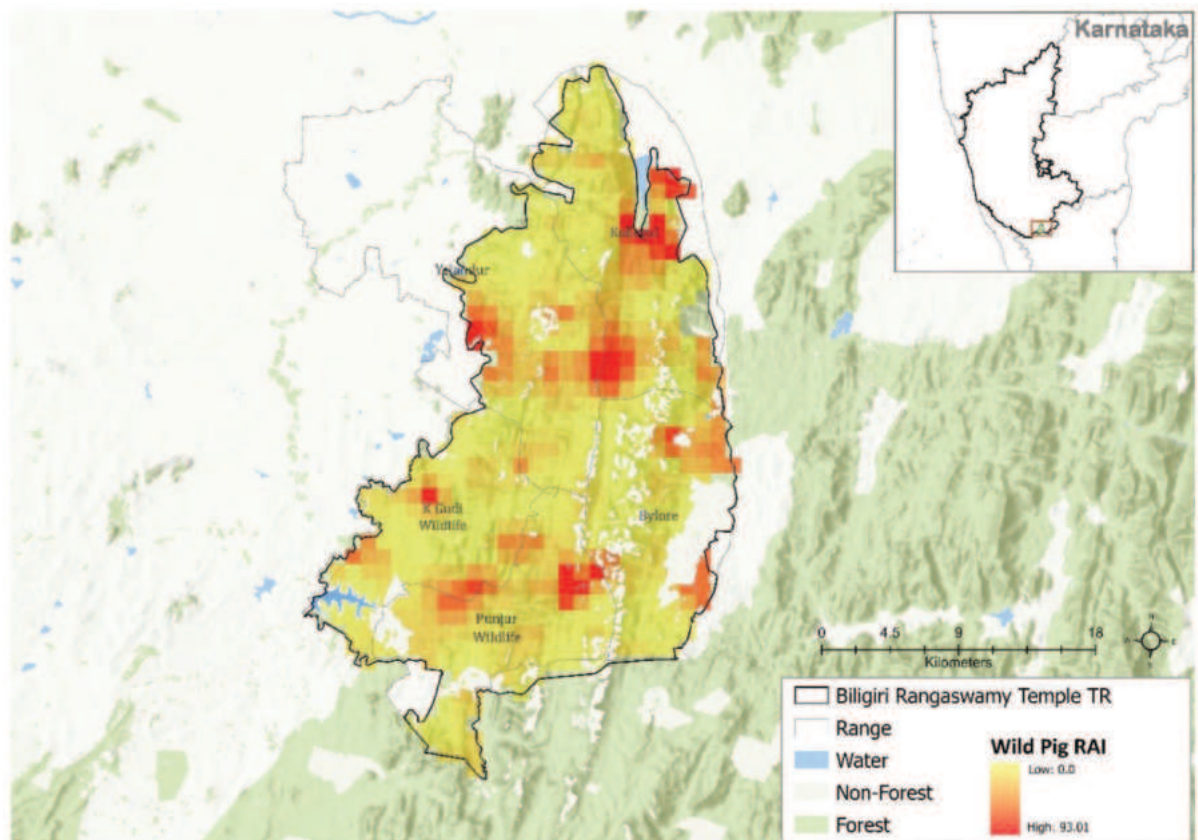 Karnataka
Yelandur
K Gudi
Wildlife
Bylore
Punjur
Wildlife
0 4.5 9 18
Kilometers
Biligiri Rangaswamy Temple TR
Range
Water
Non-Forest
Forest
Wild Pig RAI
Low: 0.0
High: 93.01